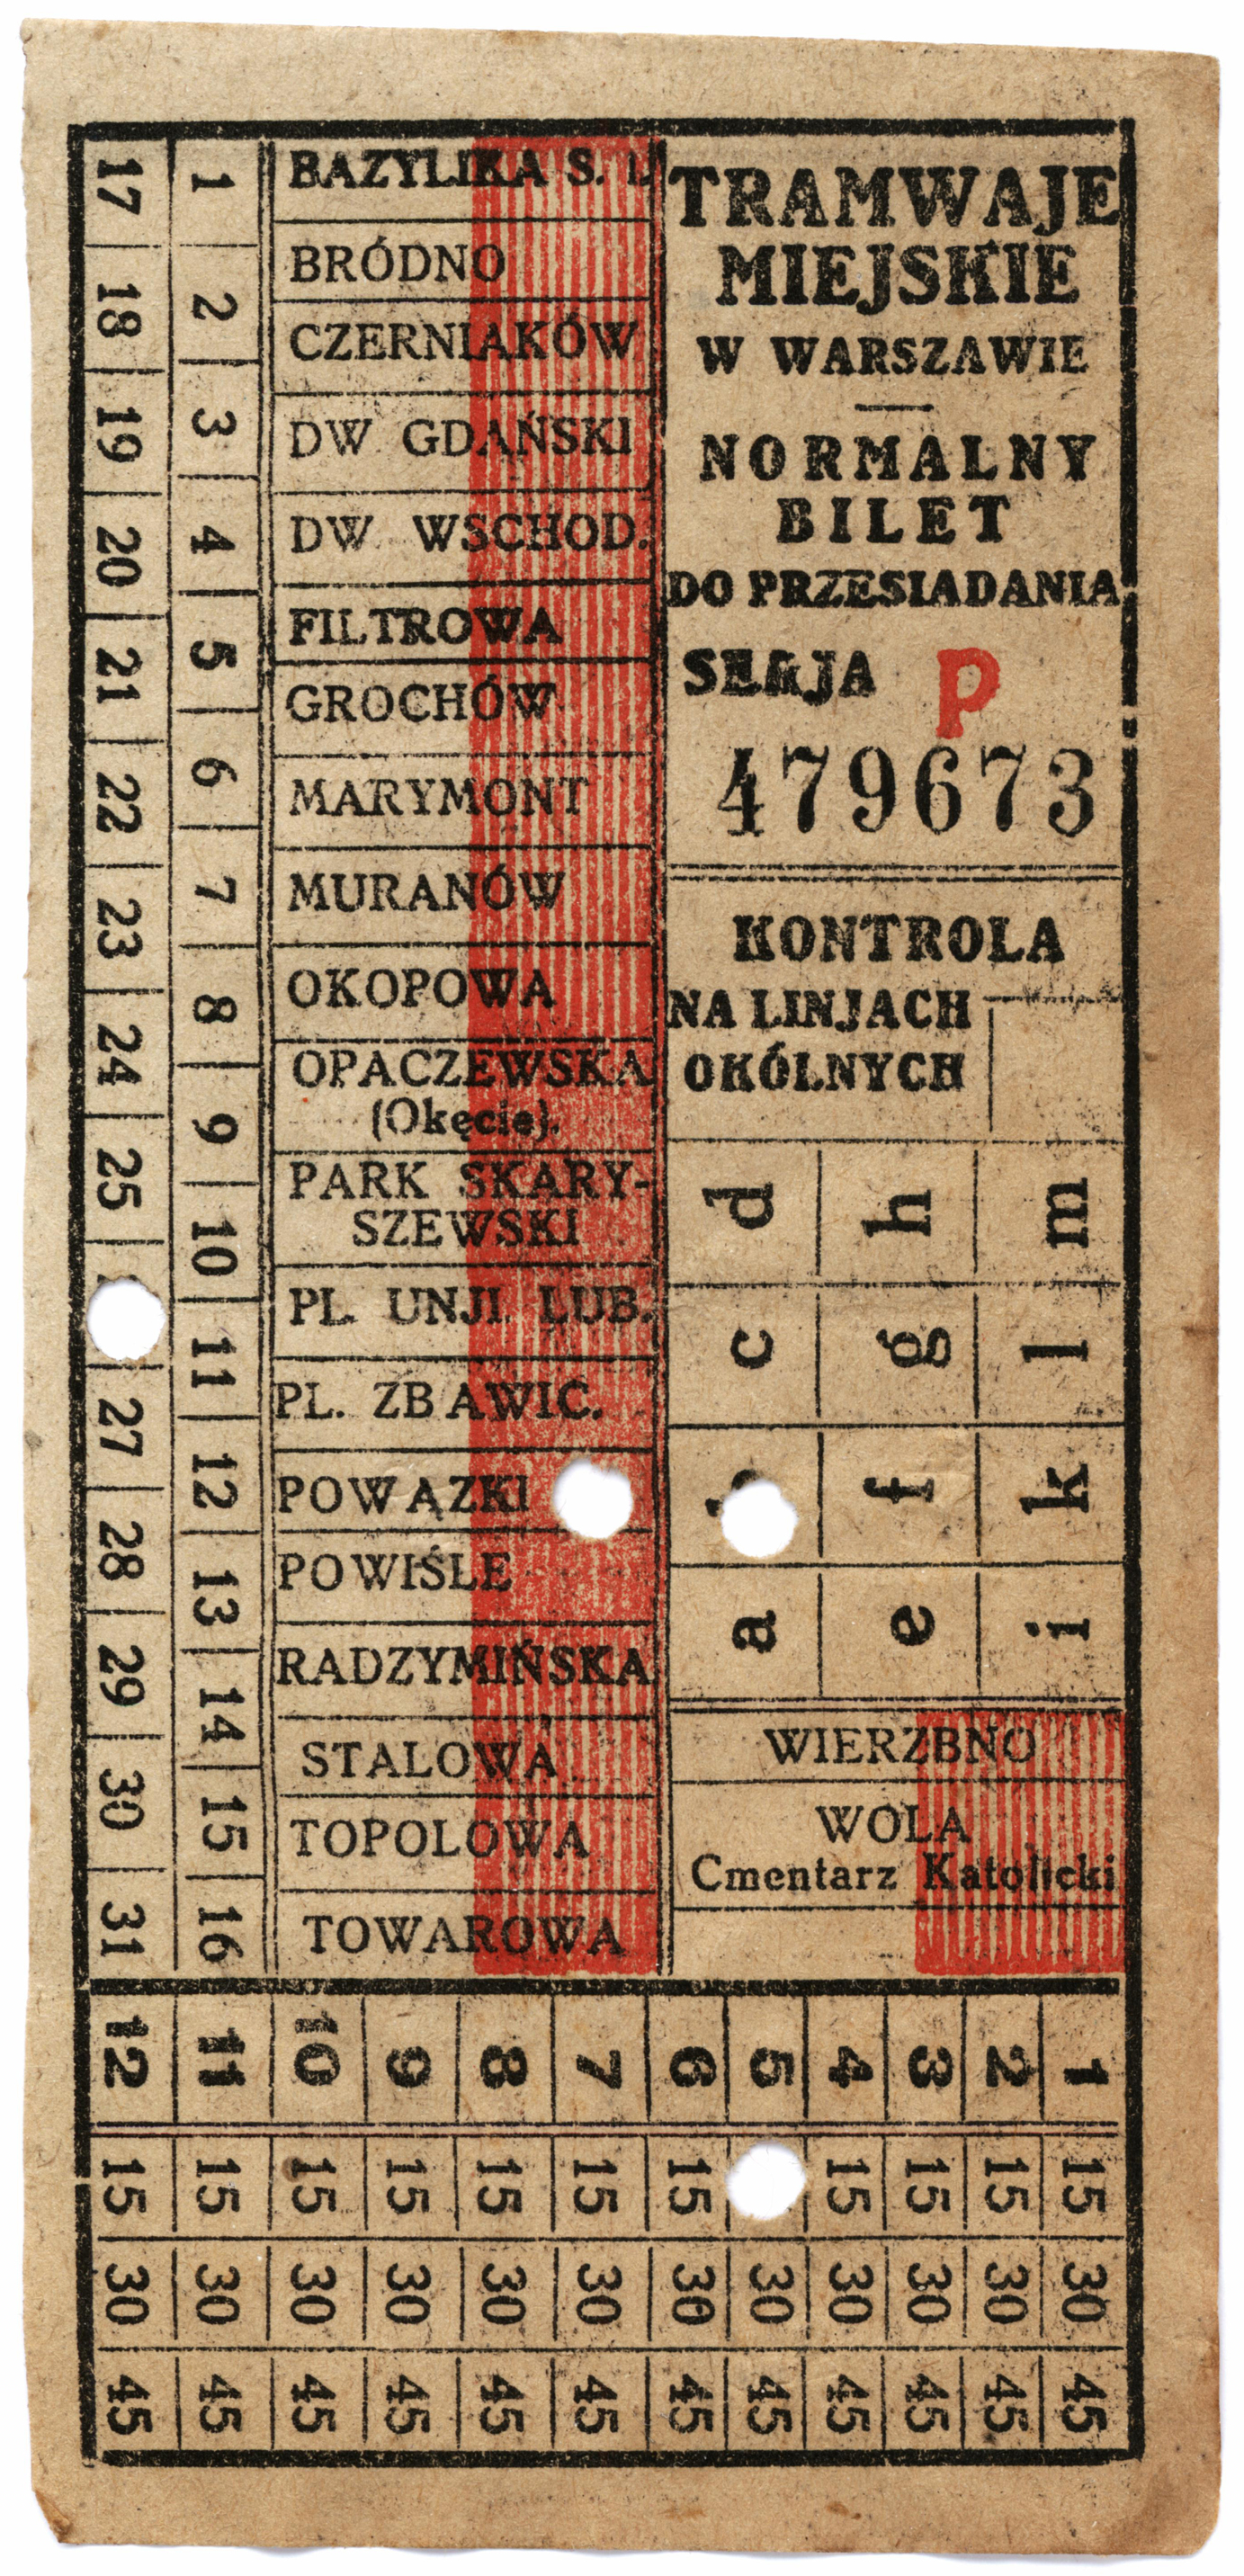 TRAMWAJE
MIEJSKIE
W WARSZAWIE
NORMALNY
BILET
DO PRZESIADANIA
SERJA P
479673
KONTROLA
NA LINJACH
OKÓLNYCH
d h m
c g l
f k
a e i
WIERZBNO
WOLA
Cmentarz Katolicki
BAZYLIKA S.
BRÓDNO
CZERNIAKÓW
DW GDAŃSKI
DW WSCHOD.
FILTROWA
GROCHÓW
MARYMONT
MURANÓW
OKOPOWA
OPACZEWSKA
(Okęcie).
PARK SKARY-
SZEWSKI
PL. UNJI LUB.
PL. ZBAWIC.
POWĄZKI
POWIŚLE
RADZYMIŃSKA
STALOWA
TOPOLOWA
TOWAROWA
1 2 3 4 5 6 7 8 9 10 11 12 13 14 15 16
17 18 19 20 21 22 23 24 25 27 28 29 30 31
12 11 10 9 8 7 6 5 4 3 2 1
15 15 15 15 15 15 15 15 15 15 15
30 30 30 30 30 30 30 30 30 30 30 30
45 45 45 45 45 45 45 45 45 45 45 45